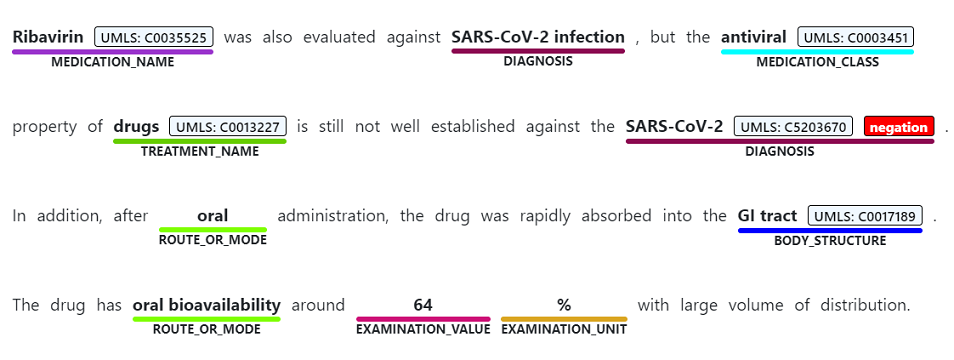 Ribavirin UMLS: C0035525 was also evaluated against SARS-CoV-2 infection , but the antiviral UMLS: C0003451
MEDICATION_NAME DIAGNOSIS MEDICATION_CLASS
property of drugs UMLS: C0013227 is still not well established against the SARS-CoV-2 UMLS: C5203670 negation .
TREATMENT_NAME DIAGNOSIS
In addition, after oral administration, the drug was rapidly absorbed into the GI tract UMLS: C0017189 .
ROUTE_OR_MODE BODY_STRUCTURE
The drug has oral bioavailability around 64 % with large volume of distribution.
ROUTE_OR_MODE EXAMINATION_VALUE EXAMINATION_UNIT